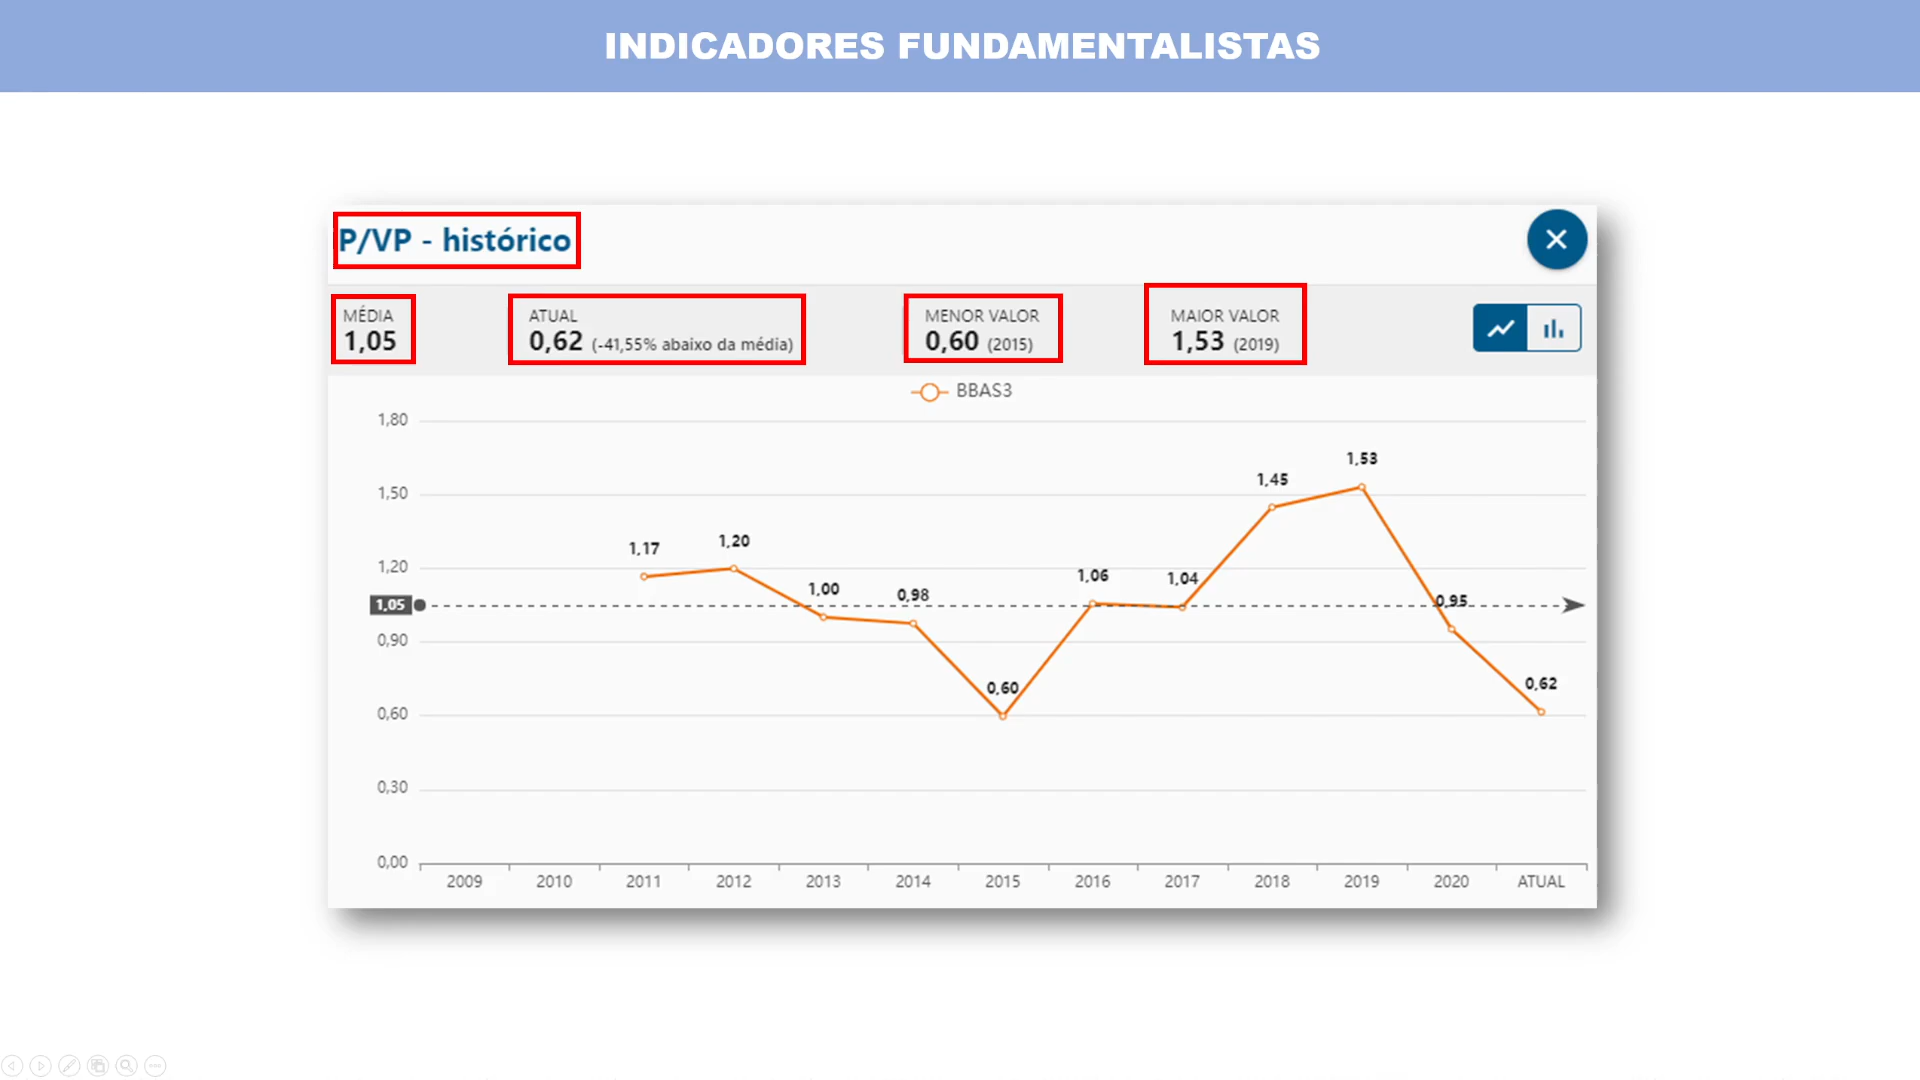 INDICADORES FUNDAMENTALISTAS
P/VP - histórico
MÉDIA
1,05
ATUAL
0,62 (-41,55% abaixo da média)
MENOR VALOR
0,60 (2015)
MAIOR VALOR
1,53 (2019)
BBAS3
1,80
1,50
1,20
1,05
0,90
0,60
0,30
0,00
1,17
1,20
1,00
0,98
0,60
1,06
1,04
1,45
1,53
0,95
0,62
2009 2010 2011 2012 2013 2014 2015 2016 2017 2018 2019 2020 ATUAL